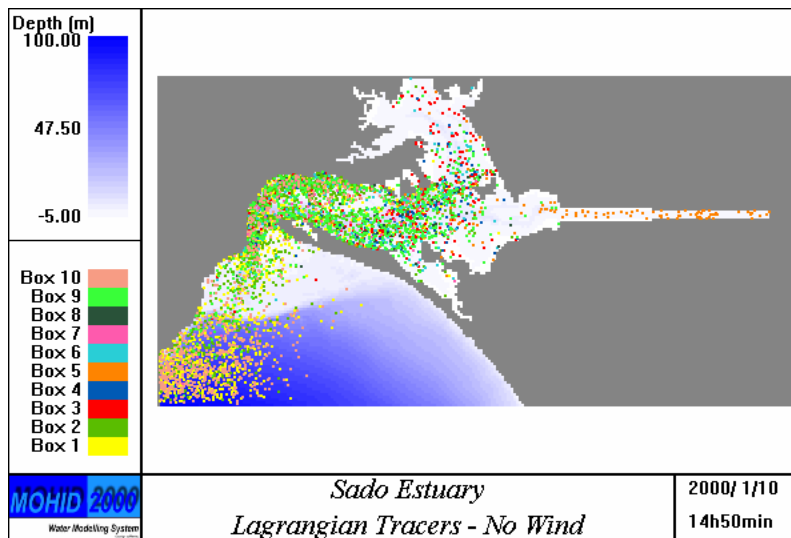 Depth (m)
100.00
47.50
-5.00
Box 10
Box 9
Box 8
Box 7
Box 6
Box 5
Box 4
Box 3
Box 2
Box 1
MOHID 2000
Water Modelling System
Sado Estuary
Lagrangian Tracers - No Wind
2000/ 1/10
14h50min